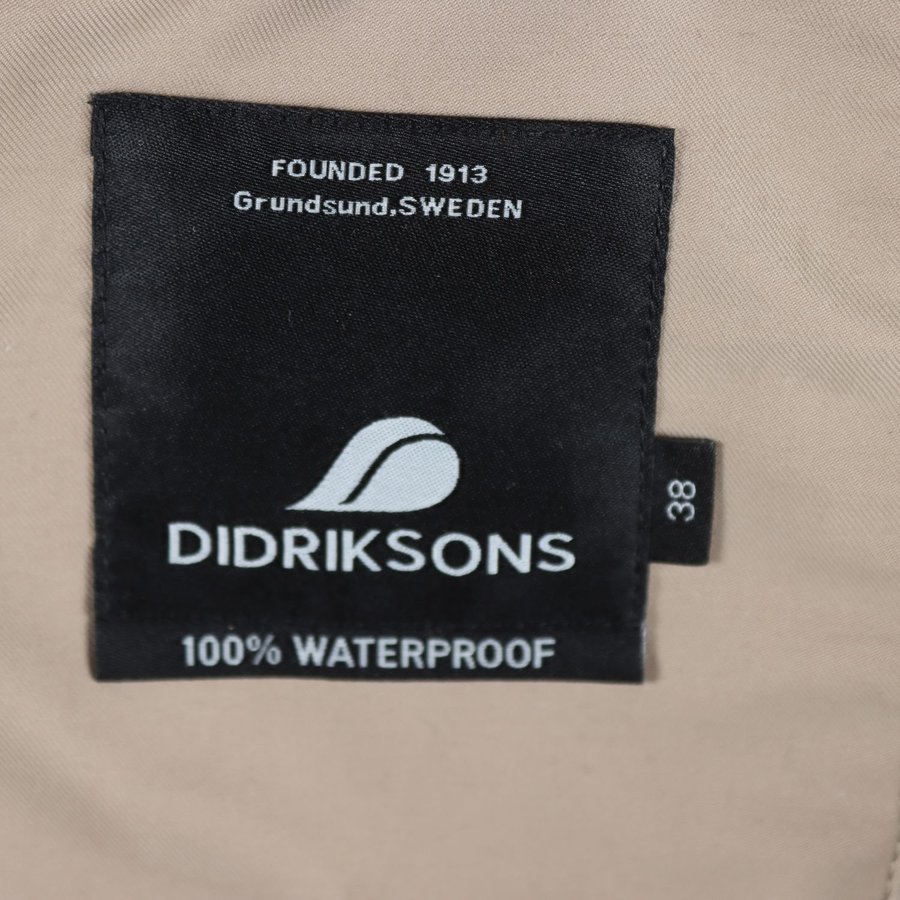 FOUNDED 1913
Grundsund,SWEDEN
DIDRIKSONS
38
100% WATERPROOF